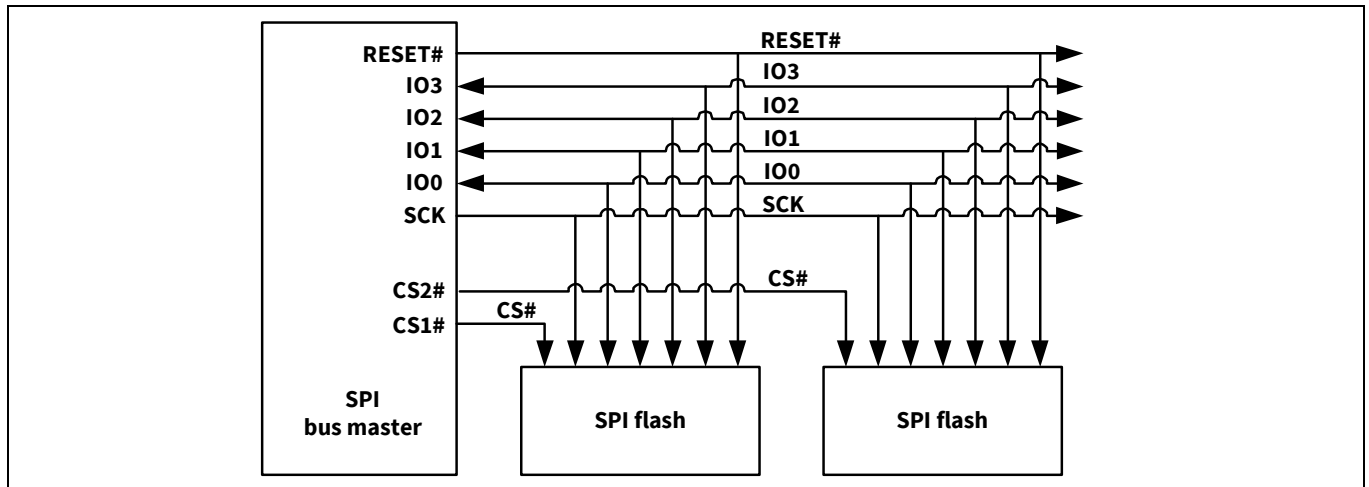 RESET# RESET#
IO3 IO3
IO2 IO2
IO1 IO1
IO0 IO0
SCK SCK
CS2# CS#
CS1# CS#
SPI
bus master
SPI flash
SPI flash